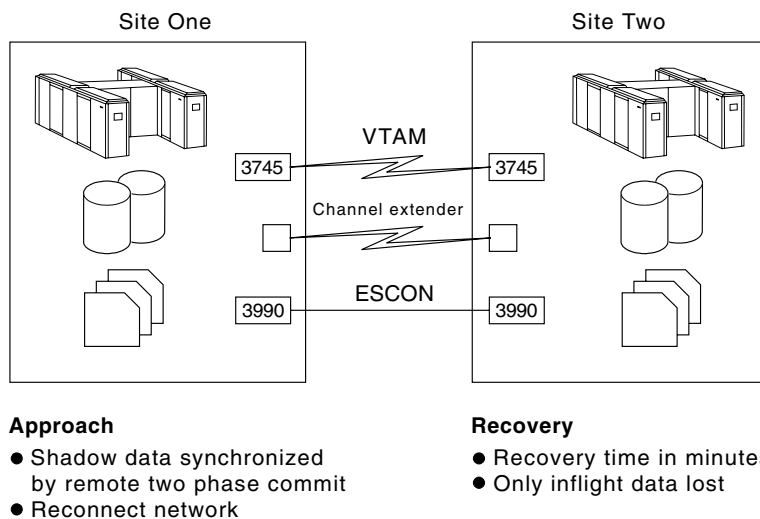 Site One
Site Two
VTAM
3745
3745
Channel extender
ESCON
3990
3990
Approach
● Shadow data synchronized
by remote two phase commit
● Reconnect network
Recovery
● Recovery time in minutes
● Only inflight data lost